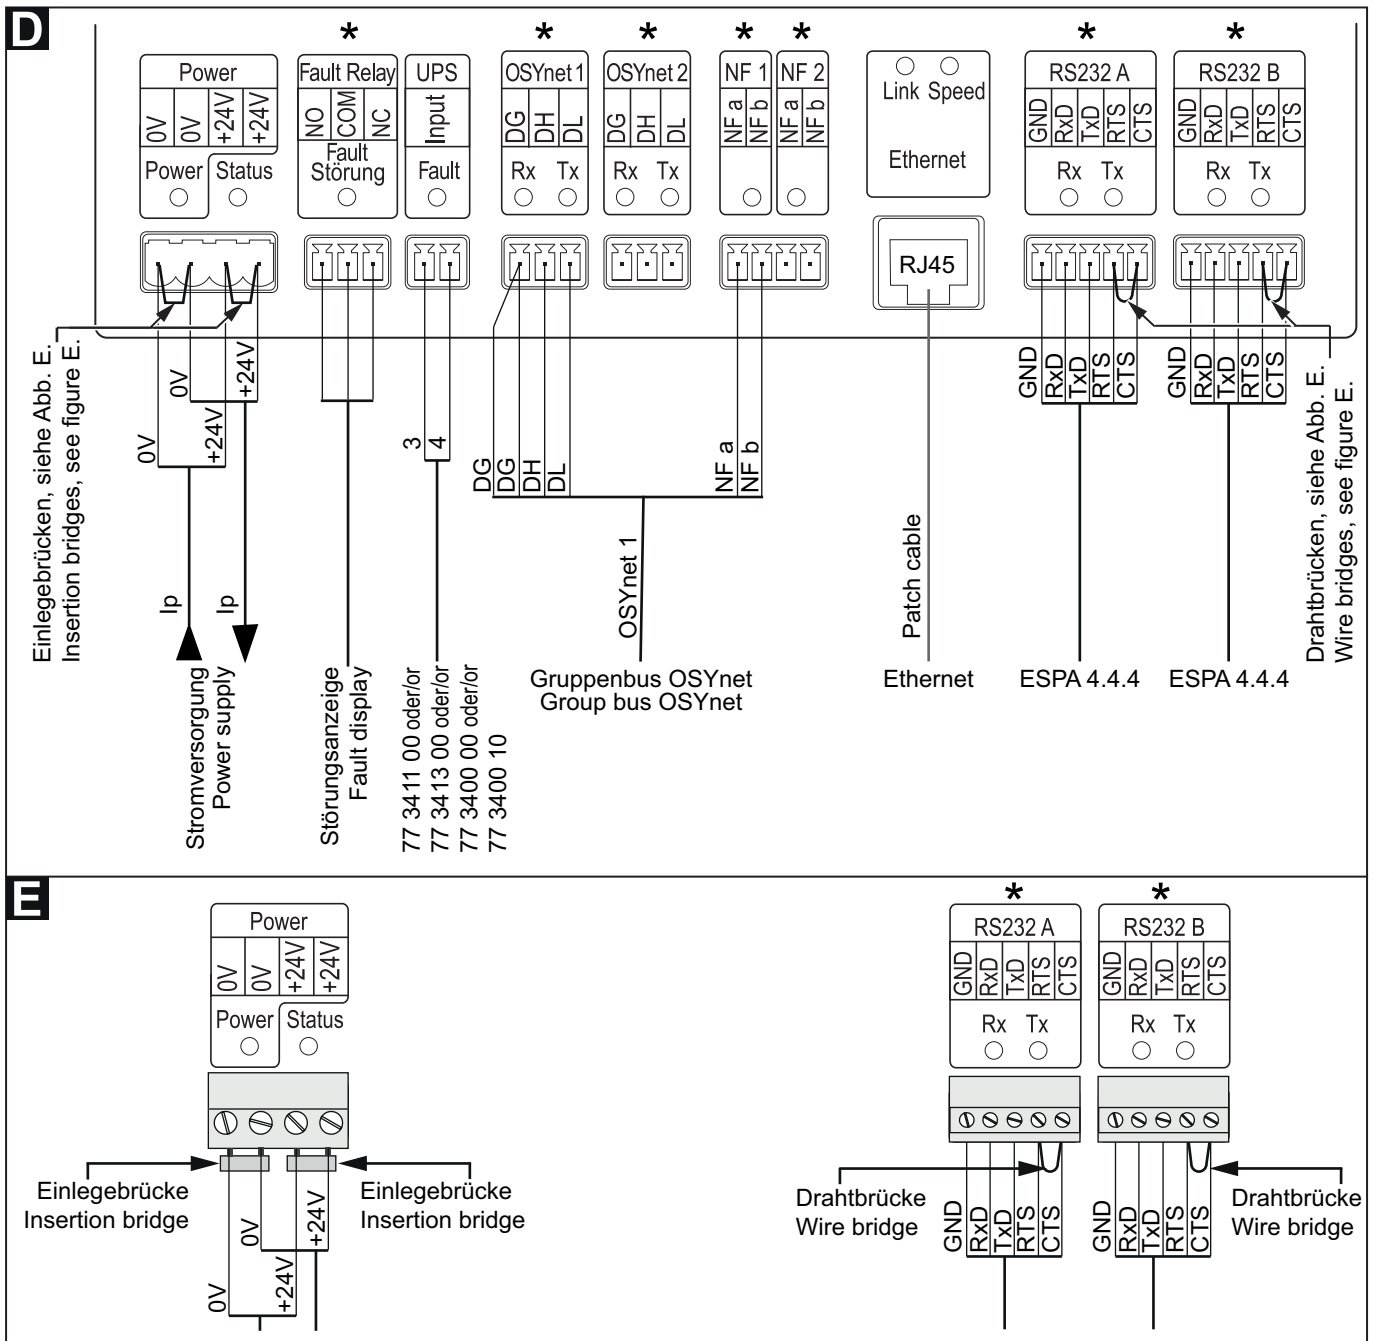 D
* * * * * * *
Power
0V 0V +24V +24V
Power Status
Fault Relay
NO COM NC
Fault
Störung
UPS
Input
Fault
OSYnet 1
DG DH DL
Rx Tx
OSYnet 2
DG DH DL
Rx Tx
NF 1
NF a NF b
NF 2
NF a NF b
Link Speed
Ethernet
RJ45
RS232 A
GND RxD TxD RTS CTS
Rx Tx
RS232 B
GND RxD TxD RTS CTS
Rx Tx
Einlegebrücken, siehe Abb. E.
Insertion bridges, see figure E.
0V +24V
0V +24V
Ip Ip
Stromversorgung
Power supply
Störungsanzeige
Fault display
3 4
77 3411 00 oder/or
77 3413 00 oder/or
77 3400 00 oder/or
77 3400 10
DG DG DH DL
NF a NF b
OSYnet 1
Gruppenbus OSYnet
Group bus OSYnet
Patch cable
Ethernet
GND RxD TxD RTS CTS
ESPA 4.4.4
GND RxD TxD RTS CTS
ESPA 4.4.4
Drahtbrücken, siehe Abb. E.
Wire bridges, see figure E.
E
* *
Power
0V 0V +24V +24V
Power Status
Einlegebrücke
Insertion bridge
Einlegebrücke
Insertion bridge
0V +24V
0V +24V
RS232 A
GND RxD TxD RTS CTS
Rx Tx
RS232 B
GND RxD TxD RTS CTS
Rx Tx
Drahtbrücke
Wire bridge
GND RxD TxD RTS CTS
GND RxD TxD RTS CTS
Drahtbrücke
Wire bridge